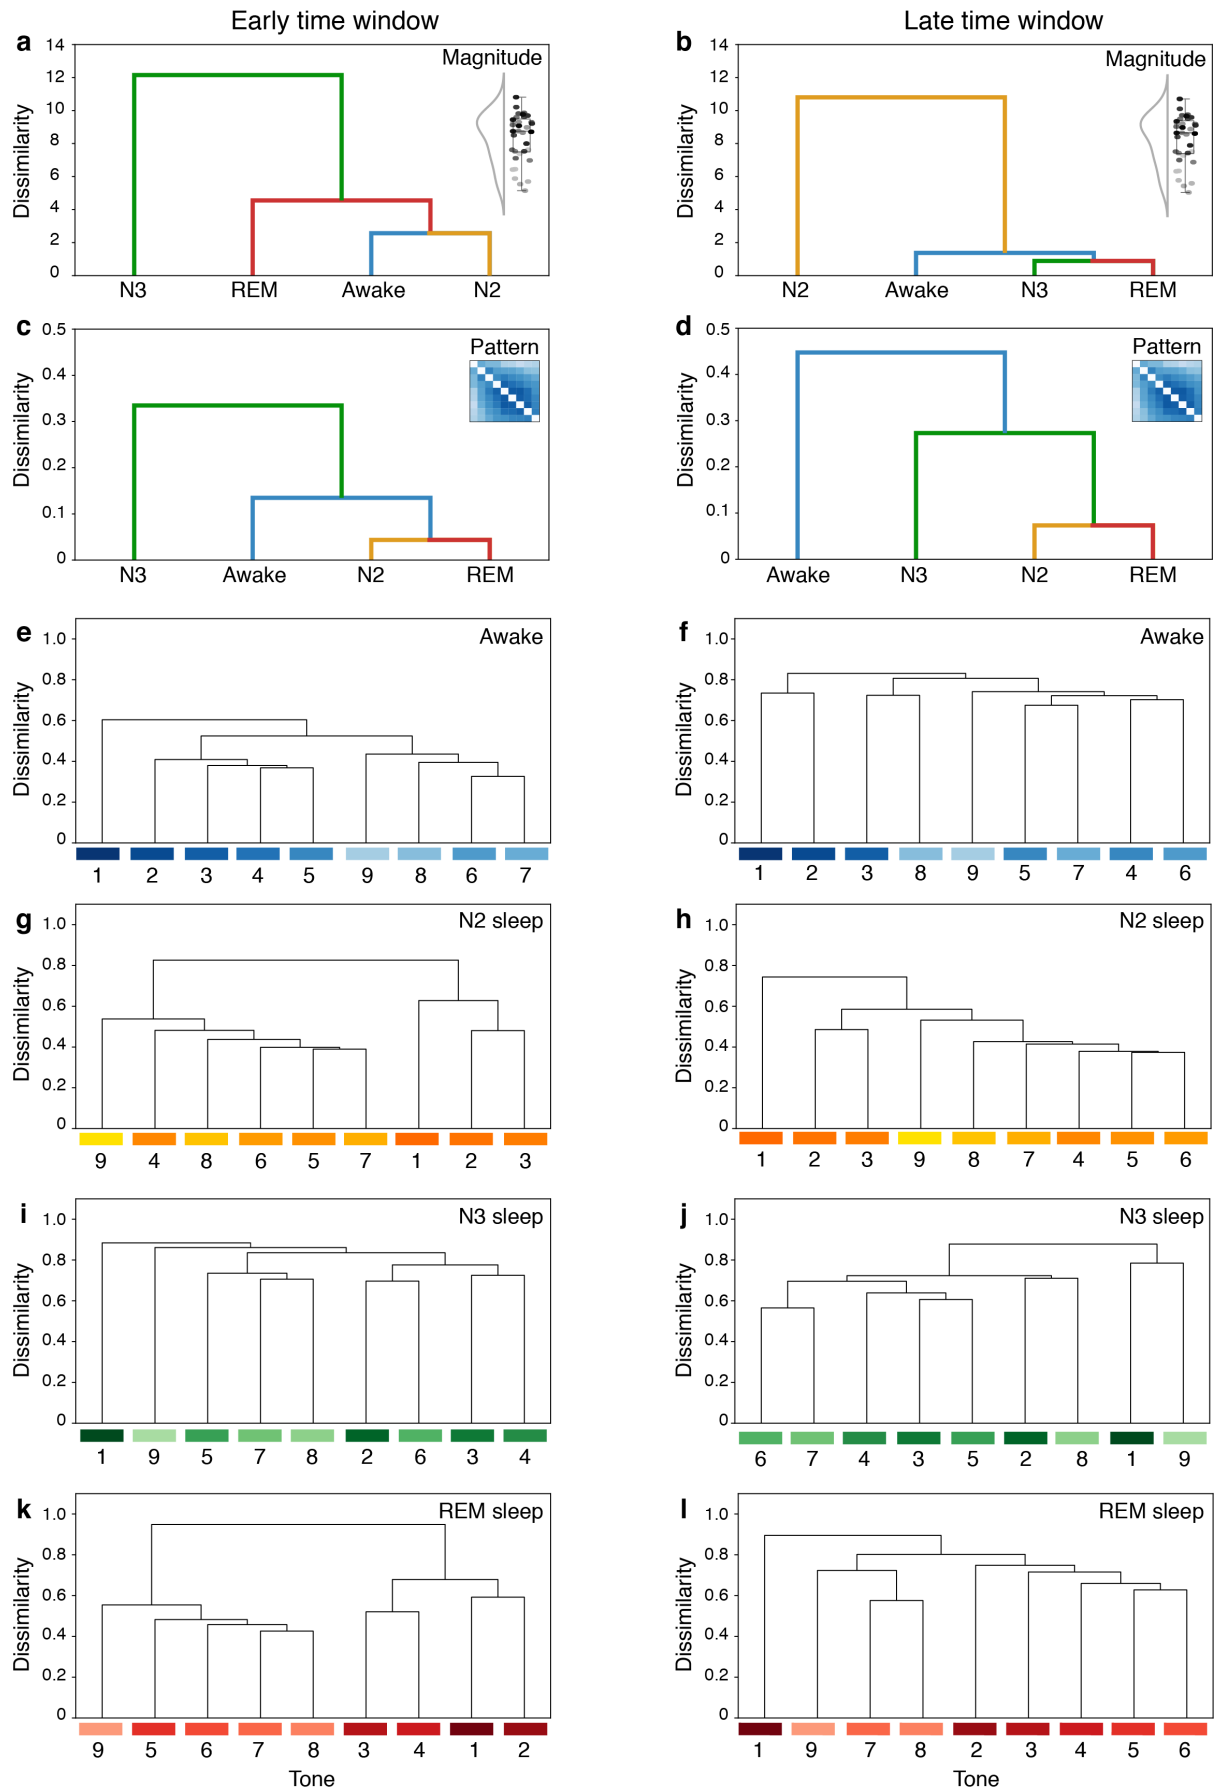 Early time window
Late time window
a
Magnitude
Dissimilarity
14
12
10
8
6
4
2
0
N3 REM Awake N2
b
Magnitude
Dissimilarity
14
12
10
8
6
4
2
0
N2 Awake N3 REM
c
Pattern
Dissimilarity
0.5
0.4
0.3
0.2
0.1
0
N3 Awake N2 REM
d
Pattern
Dissimilarity
0.5
0.4
0.3
0.2
0.1
0
Awake N3 N2 REM
e
Awake
Dissimilarity
1.0
0.8
0.6
0.4
0.2
0
1 2 3 4 5 9 8 6 7
f
Awake
Dissimilarity
1.0
0.8
0.6
0.4
0.2
0
1 2 3 8 9 5 7 4 6
g
N2 sleep
Dissimilarity
1.0
0.8
0.6
0.4
0.2
0
9 4 8 6 5 7 1 2 3
h
N2 sleep
Dissimilarity
1.0
0.8
0.6
0.4
0.2
0
1 2 3 9 8 7 4 5 6
i
N3 sleep
Dissimilarity
1.0
0.8
0.6
0.4
0.2
0
1 9 5 7 8 2 6 3 4
j
N3 sleep
Dissimilarity
1.0
0.8
0.6
0.4
0.2
0
6 7 4 3 5 2 8 1 9
k
REM sleep
Dissimilarity
1.0
0.8
0.6
0.4
0.2
0
9 5 6 7 8 3 4 1 2
Tone
l
REM sleep
Dissimilarity
1.0
0.8
0.6
0.4
0.2
0
1 9 7 8 2 3 4 5 6
Tone